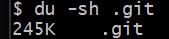 $ du -sh .git
245K    .git